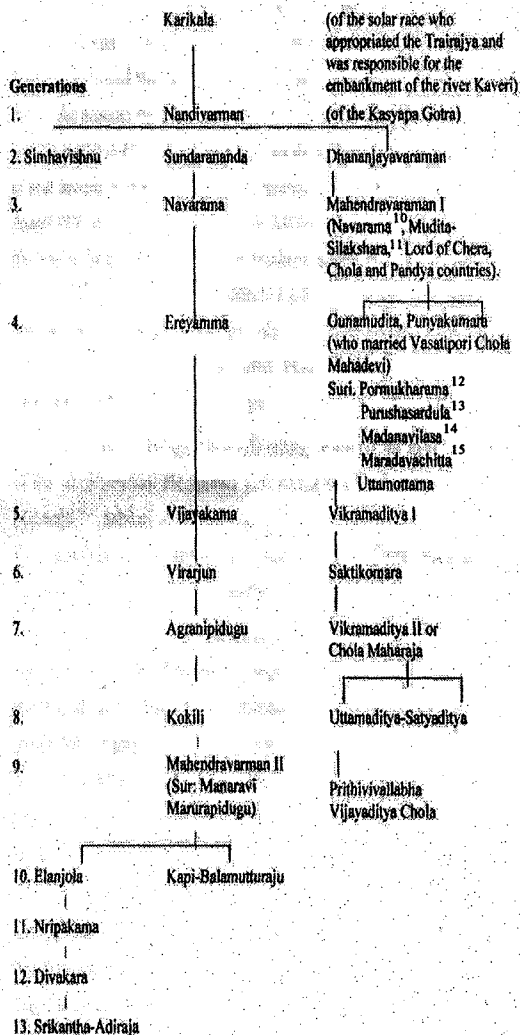 Karikala (of the solar race who
appropriated the Trairajya and
was responsible for the
embankment of the river Kaveri)
Generations
1. Nandivarman (of the Kasyapa Gotra)
2. Simhavishnu Sundarananda Dhananjayavaraman
3. Navarama Mahendravaraman I
(Navarama 10, Mudita-
Silakshara, 11 Lord of Chera,
Chola and Pandya countries).
4. Ereyamma Gunamudita, Punyakumara
(who married Vasatipori Chola
Mahadevi)
Suri. Pormukharama 12
Purushasardula 13
Madanavilasa 14
Maradavachitta 15
Uttamottama
5. Vijayakama Vikramaditya I
6. Virarjun Saktikomara
7. Agranipidugu Vikramaditya II or
Chola Maharaja
8. Kokili Uttamaditya-Satyaditya
9. Mahendravarman II
(Sur: Manaravi
Marurapidugu)
Prithivivallabha
Vijayaditya Chola
10. Elanjola Kapi-Balamutturaju
11. Nripakama
12. Divakara
13. Srikantha-Adiraja